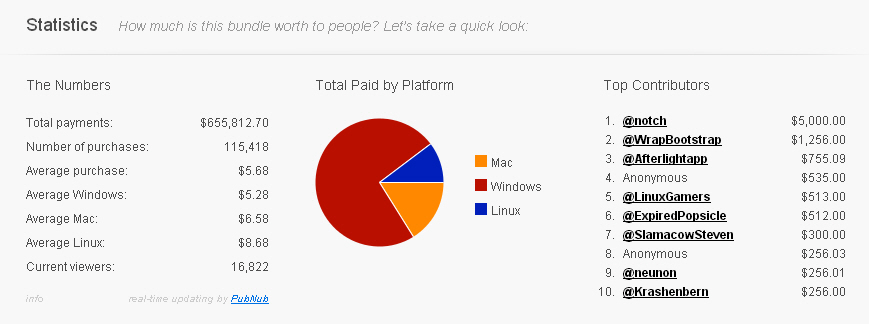 Statistics How much is this bundle worth to people? Let's take a quick look:
The Numbers
Total payments: $655,812.70
Number of purchases: 115,418
Average purchase: $5.68
Average Windows: $5.28
Average Mac: $6.58
Average Linux: $8.68
Current viewers: 16,822
info real-time updating by PubNub
Total Paid by Platform
Mac
Windows
Linux
Top Contributors
1. @notch $5,000.00
2. @WrapBootstrap $1,256.00
3. @Afterlightapp $755.09
4. Anonymous $535.00
5. @LinuxGamers $513.00
6. @ExpiredPopsicle $512.00
7. @SlamacowSteven $300.00
8. Anonymous $256.03
9. @neunon $256.01
10. @Krashenbern $256.00